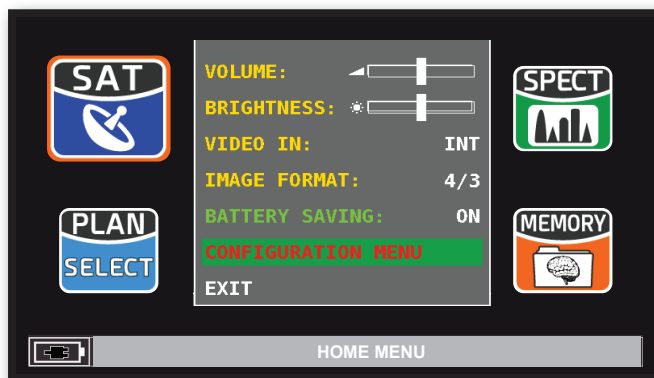 SAT
VOLUME:
BRIGHTNESS:
VIDEO IN: INT
IMAGE FORMAT: 4/3
BATTERY SAVING: ON
CONFIGURATION MENU
EXIT
SPECT
PLAN
SELECT
MEMORY
HOME MENU